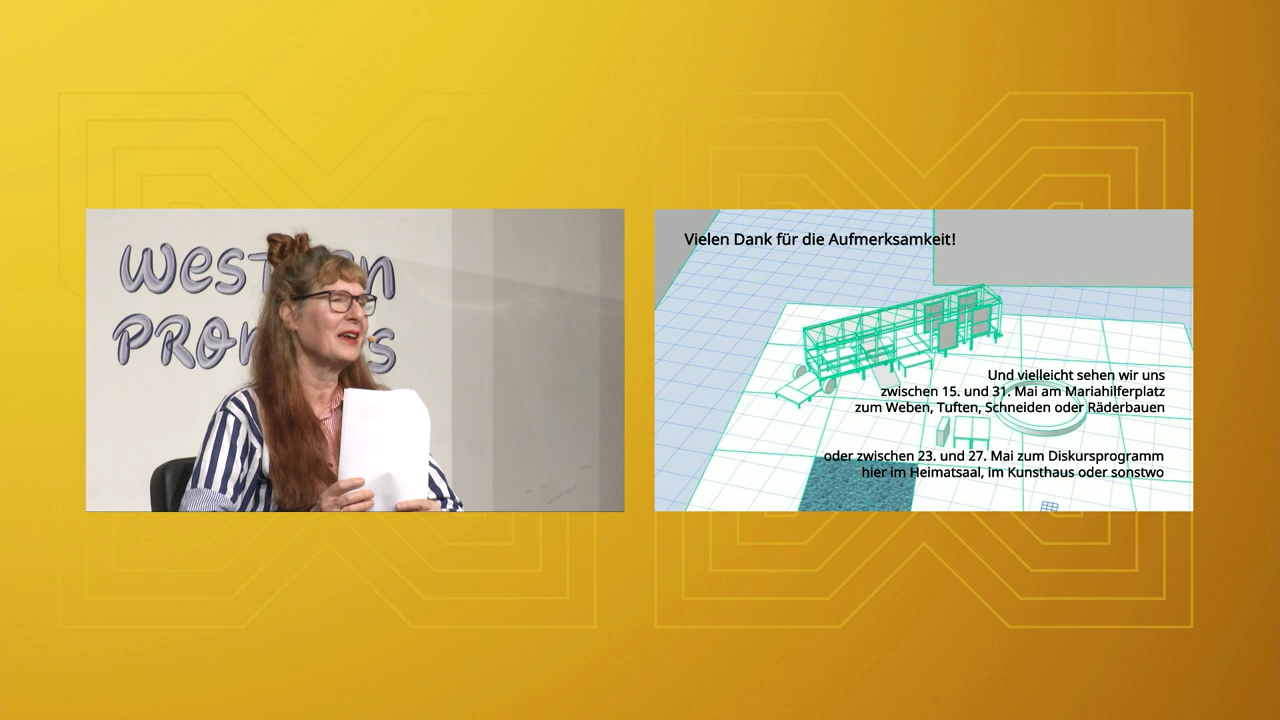 Vielen Dank für die Aufmerksamkeit!
Und vielleicht sehen wir uns
zwischen 15. und 31. Mai am Mariahilferplatz
zum Weben, Tuften, Schneiden oder Räderbauen
oder zwischen 23. und 27. Mai zum Diskursprogramm
hier im Heimatsaal, im Kunsthaus oder sonstwo